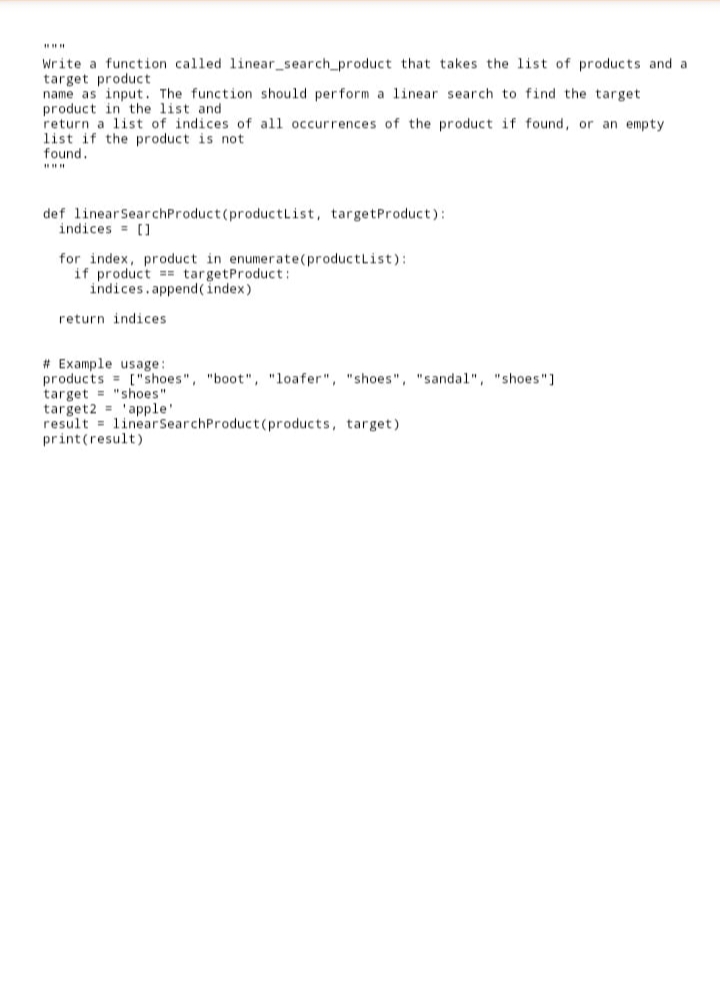 """
Write a function called linear_search_product that takes the list of products and a
target product
name as input. The function should perform a linear search to find the target
product in the list and
return a list of indices of all occurrences of the product if found, or an empty
list if the product is not
found.
"""
def linearSearchProduct(productList, targetProduct):
  indices = []
  for index, product in enumerate(productList):
    if product == targetProduct:
      indices.append(index)
  return indices
# Example usage:
products = ["shoes", "boot", "loafer", "shoes", "sandal", "shoes"]
target = "shoes"
target2 = 'apple'
result = linearSearchProduct(products, target)
print(result)